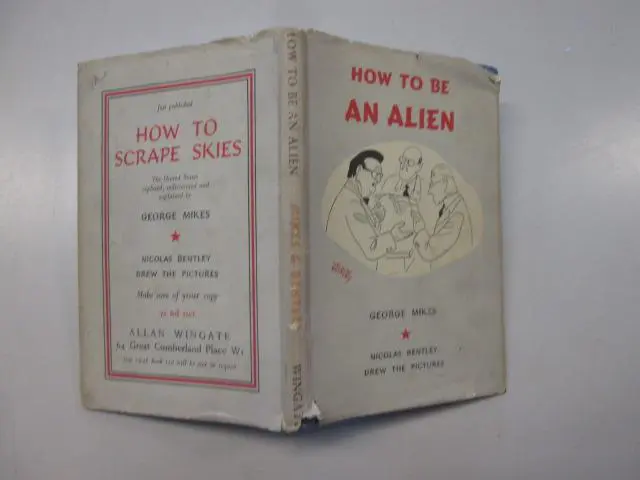 just published
HOW TO
SCRAPE SKIES
The United States
explored, rediscovered and
explained by
GEORGE MIKES
NICOLAS BENTLEY
DREW THE PICTURES
Make sure of your copy
ALLAN WINGATE
64 Great Cumberland Place W1
HOW TO BE AN ALIEN
MIKES & BENTLEY
WINGATE
HOW TO BE
AN ALIEN
GEORGE MIKES
NICOLAS BENTLEY
DREW THE PICTURES